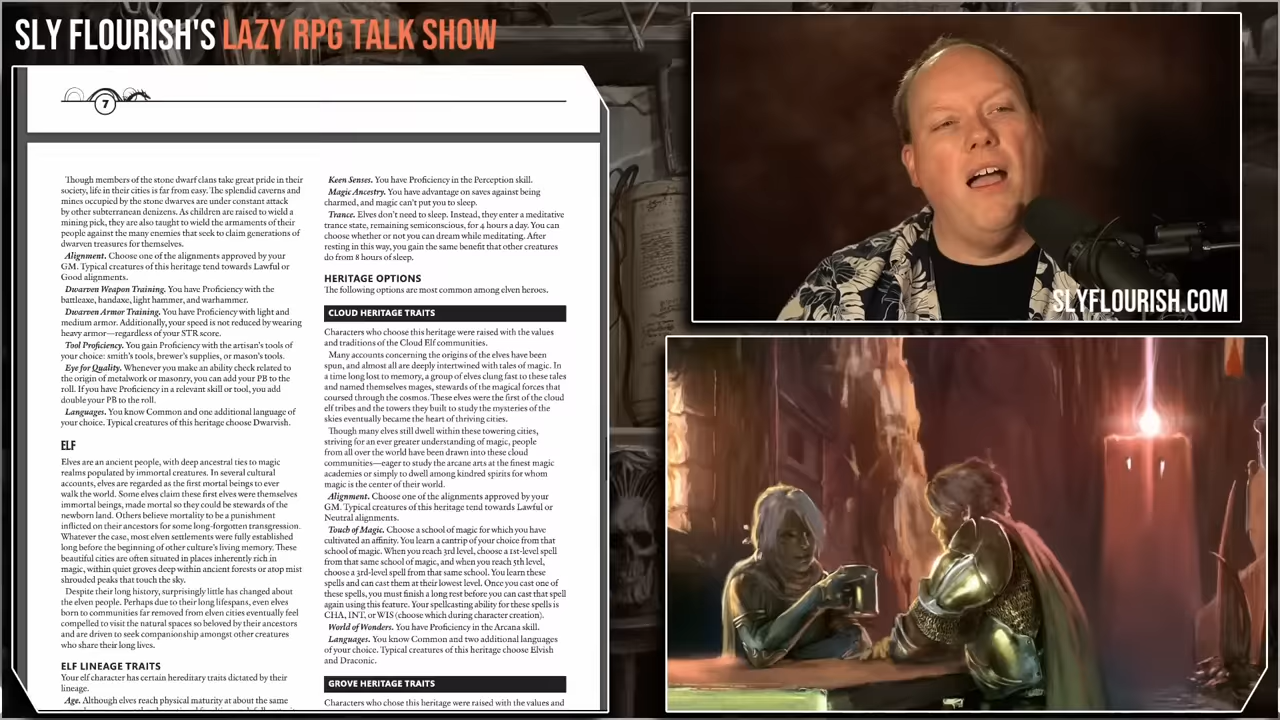 SLY FLOURISH'S LAZY RPG TALK SHOW
7
Though members of the stone dwarf clans take great pride in their
society, life in their cities is far from easy. The splendid caverns and
mines occupied by the stone dwarves are under constant attack
by other subterranean denizens. As children are raised to wield a
mining pick, they are also taught to wield the armaments of their
people against the many enemies that seek to claim generations of
dwarven treasures for themselves.
Alignment. Choose one of the alignments approved by your
GM. Typical creatures of this heritage tend towards Lawful or
Good alignments.
Dwarven Weapon Training. You have Proficiency with the
battleaxe, handaxe, light hammer, and warhammer.
Dwarven Armor Training. You have Proficiency with light and
medium armor. Additionally, your speed is not reduced by wearing
heavy armor—regardless of your STR score.
Tool Proficiency. You gain Proficiency with the artisan's tools of
your choice: smith's tools, brewer's supplies, or mason's tools.
Eye for Quality. Whenever you make an ability check related to
the origin of metalwork or masonry, you can add your PB to the
roll. If you have Proficiency in a relevant skill or tool, you add
double your PB to the roll.
Languages. You know Common and one additional language of
your choice. Typical creatures of this heritage choose Dwarvish.
ELF
Elves are an ancient people, with deep ancestral ties to magic
realms populated by immortal creatures. In several cultural
accounts, elves are regarded as the first mortal beings to ever
walk the world. Some elves claim these first elves were themselves
immortal beings, made mortal so they could be stewards of the
newborn land. Others believe mortality to be a punishment
inflicted on their ancestors for some long-forgotten transgression.
Whatever the case, most elven settlements were fully established
long before the beginning of other culture's living memory. These
beautiful cities are often situated in places inherently rich in
magic, within quiet groves deep within ancient forests or atop mist
shrouded peaks that touch the sky.
Despite their long history, surprisingly little has changed about
the elven people. Perhaps due to their long lifespans, even elves
born to communities far removed from elven cities eventually feel
compelled to visit the natural spaces so beloved by their ancestors
and are driven to seek companionship amongst other creatures
who share their long lives.
ELF LINEAGE TRAITS
Your elf character has certain hereditary traits dictated by their
lineage.
Age. Although elves reach physical maturity at about the same
Keen Senses. You have Proficiency in the Perception skill.
Magic Ancestry. You have advantage on saves against being
charmed, and magic can't put you to sleep.
Trance. Elves don't need to sleep. Instead, they enter a meditative
trance state, remaining semiconscious, for 4 hours a day. You can
choose whether or not you can dream while meditating. After
resting in this way, you gain the same benefit that other creatures
do from 8 hours of sleep.
HERITAGE OPTIONS
The following options are most common among elven heroes.
CLOUD HERITAGE TRAITS
Characters who choose this heritage were raised with the values
and traditions of the Cloud Elf communities.
Many accounts concerning the origins of the elves have been
spun, and almost all are deeply intertwined with tales of magic. In
a time long lost to memory, a group of elves clung fast to these tales
and named themselves mages, stewards of the magical forces that
coursed through the cosmos. These elves were the first of the cloud
elf tribes and the towers they built to study the mysteries of the
skies eventually became the heart of thriving cities.
Though many elves still dwell within these towering cities,
striving for an ever greater understanding of magic, people
from all over the world have been drawn into these cloud
communities—eager to study the arcane arts at the finest magic
academies or simply to dwell among kindred spirits for whom
magic is the center of their world.
Alignment. Choose one of the alignments approved by your
GM. Typical creatures of this heritage tend towards Lawful or
Neutral alignments.
Touch of Magic. Choose a school of magic for which you have
cultivated an affinity. You learn a cantrip of your choice from that
school of magic. When you reach 3rd level, choose a 1st-level spell
from that same school of magic, and when you reach 5th level,
choose a 3rd-level spell from that same school. You learn these
spells and can cast them at their lowest level. Once you cast one of
these spells, you must finish a long rest before you can cast that spell
again using this feature. Your spellcasting ability for these spells is
CHA, INT, or WIS (choose which during character creation).
World of Wonders. You have Proficiency in the Arcana skill.
Languages. You know Common and two additional languages
of your choice. Typical creatures of this heritage choose Elvish
and Draconic.
GROVE HERITAGE TRAITS
Characters who chose this heritage were raised with the values and
SLYFLOURISH.COM